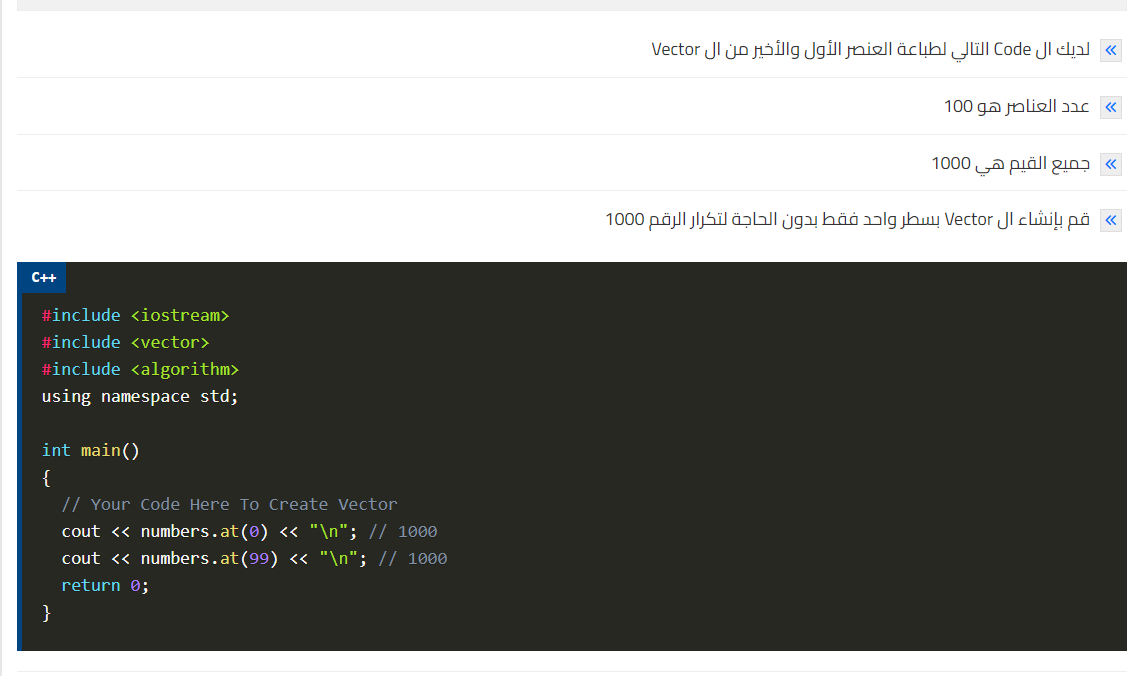 « لديك ال Code التالي لطباعة العنصر الأول والأخير من ال Vector
« عدد العناصر هو 100
« جميع القيم هي 1000
« قم بإنشاء ال Vector بسطر واحد فقط بدون الحاجة لتكرار الرقم 1000
C++
#include <iostream>
#include <vector>
#include <algorithm>
using namespace std;
int main()
{
  // Your Code Here To Create Vector
  cout << numbers.at(0) << "\n"; // 1000
  cout << numbers.at(99) << "\n"; // 1000
  return 0;
}